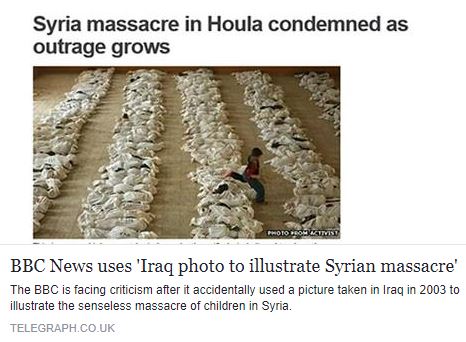 Syria massacre in Houla condemned as
outrage grows
PHOTO FROM ACTIVIST
BBC News uses 'Iraq photo to illustrate Syrian massacre'
The BBC is facing criticism after it accidentally used a picture taken in Iraq in 2003 to
illustrate the senseless massacre of children in Syria.
TELEGRAPH.CO.UK